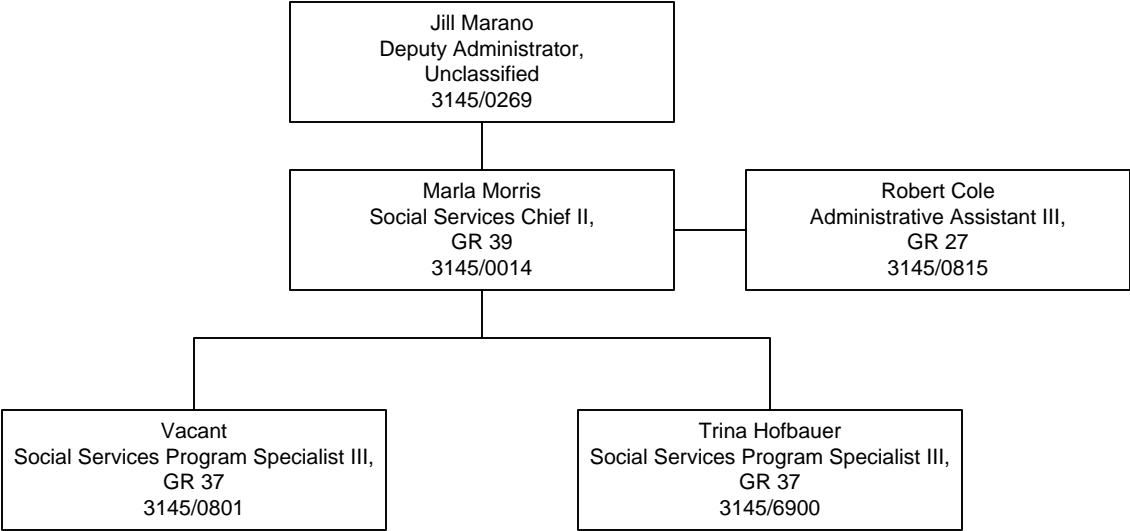 Jill Marano
Deputy Administrator,
Unclassified
3145/0269
Marla Morris
Social Services Chief II,
GR 39
3145/0014
Robert Cole
Administrative Assistant III,
GR 27
3145/0815
Vacant
Social Services Program Specialist III,
GR 37
3145/0801
Trina Hofbauer
Social Services Program Specialist III,
GR 37
3145/6900